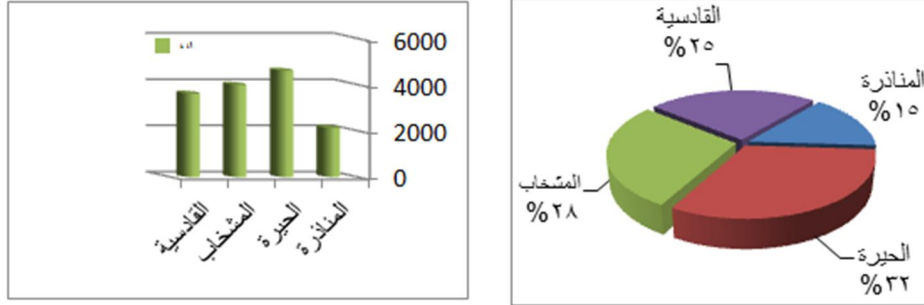 6000
4000
2000
0
المناذرة
الحيرة
المشخاب
القادسية
القادسية
%٢٥
المناذرة
%١٥
المشخاب
%٢٨
الحيرة
%٣٢